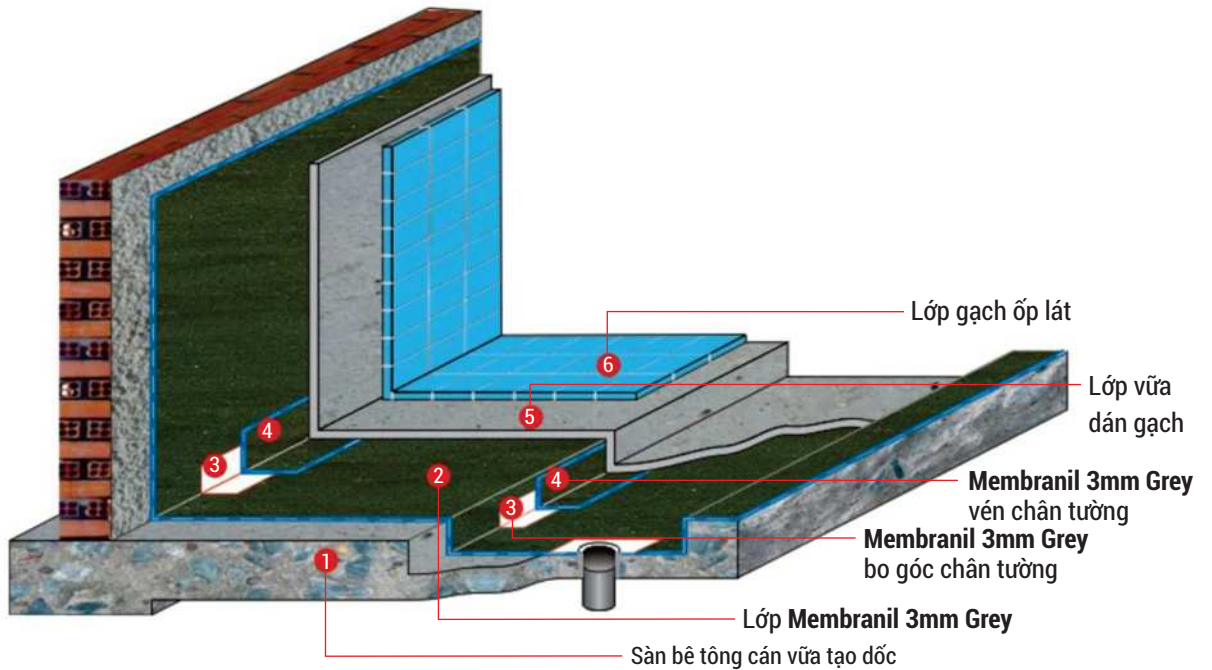 Lớp gạch ốp lát
6
Lớp vữa
dán gạch
5
4
3
2
4
3
Membranil 3mm Grey
vén chân tường
Membranil 3mm Grey
bo góc chân tường
1
Lớp Membranil 3mm Grey
Sàn bê tông cán vữa tạo dốc